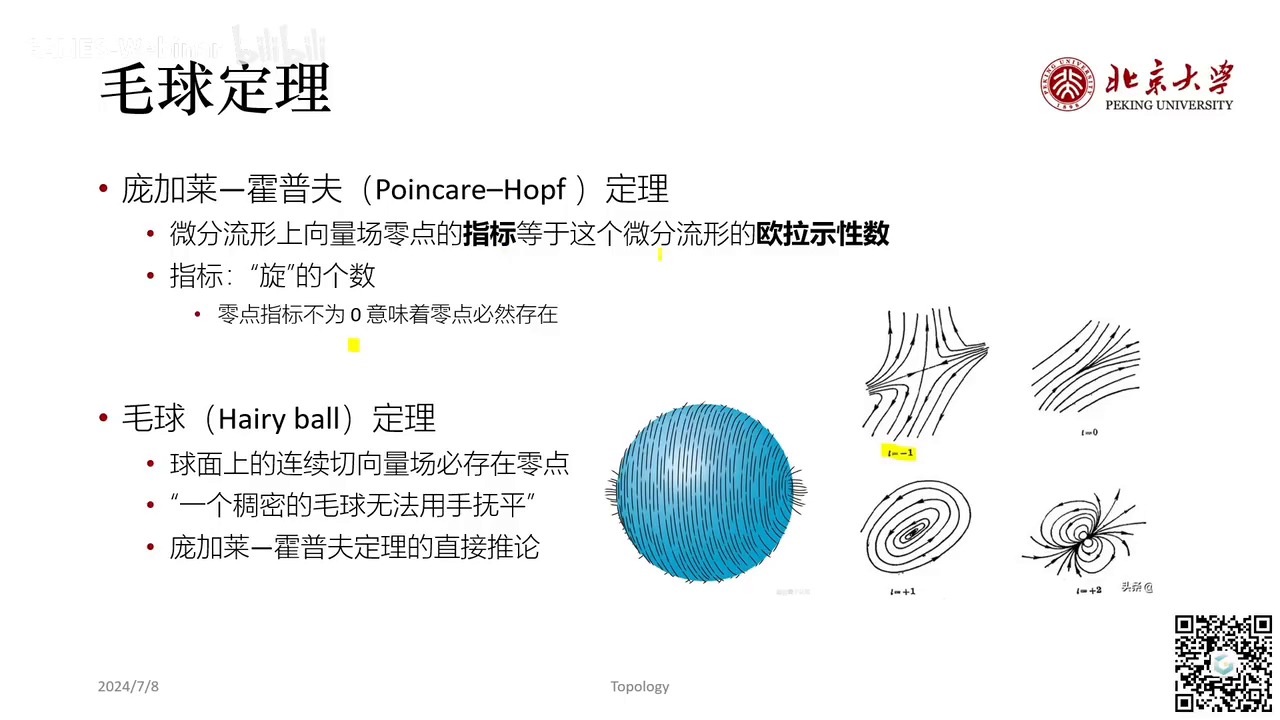 bilibili
毛球定理
北京大学
PEKING UNIVERSITY
• 庞加莱—霍普夫（Poincare–Hopf ）定理
• 微分流形上向量场零点的指标等于这个微分流形的欧拉示性数
• 指标：“旋”的个数
• 零点指标不为 0 意味着零点必然存在
• 毛球（Hairy ball）定理
• 球面上的连续切向量场必存在零点
• “一个稠密的毛球无法用手抚平”
• 庞加莱—霍普夫定理的直接推论
ι=0
ι=−1
ι=+1
ι=+2
头条@
2024/7/8
Topology